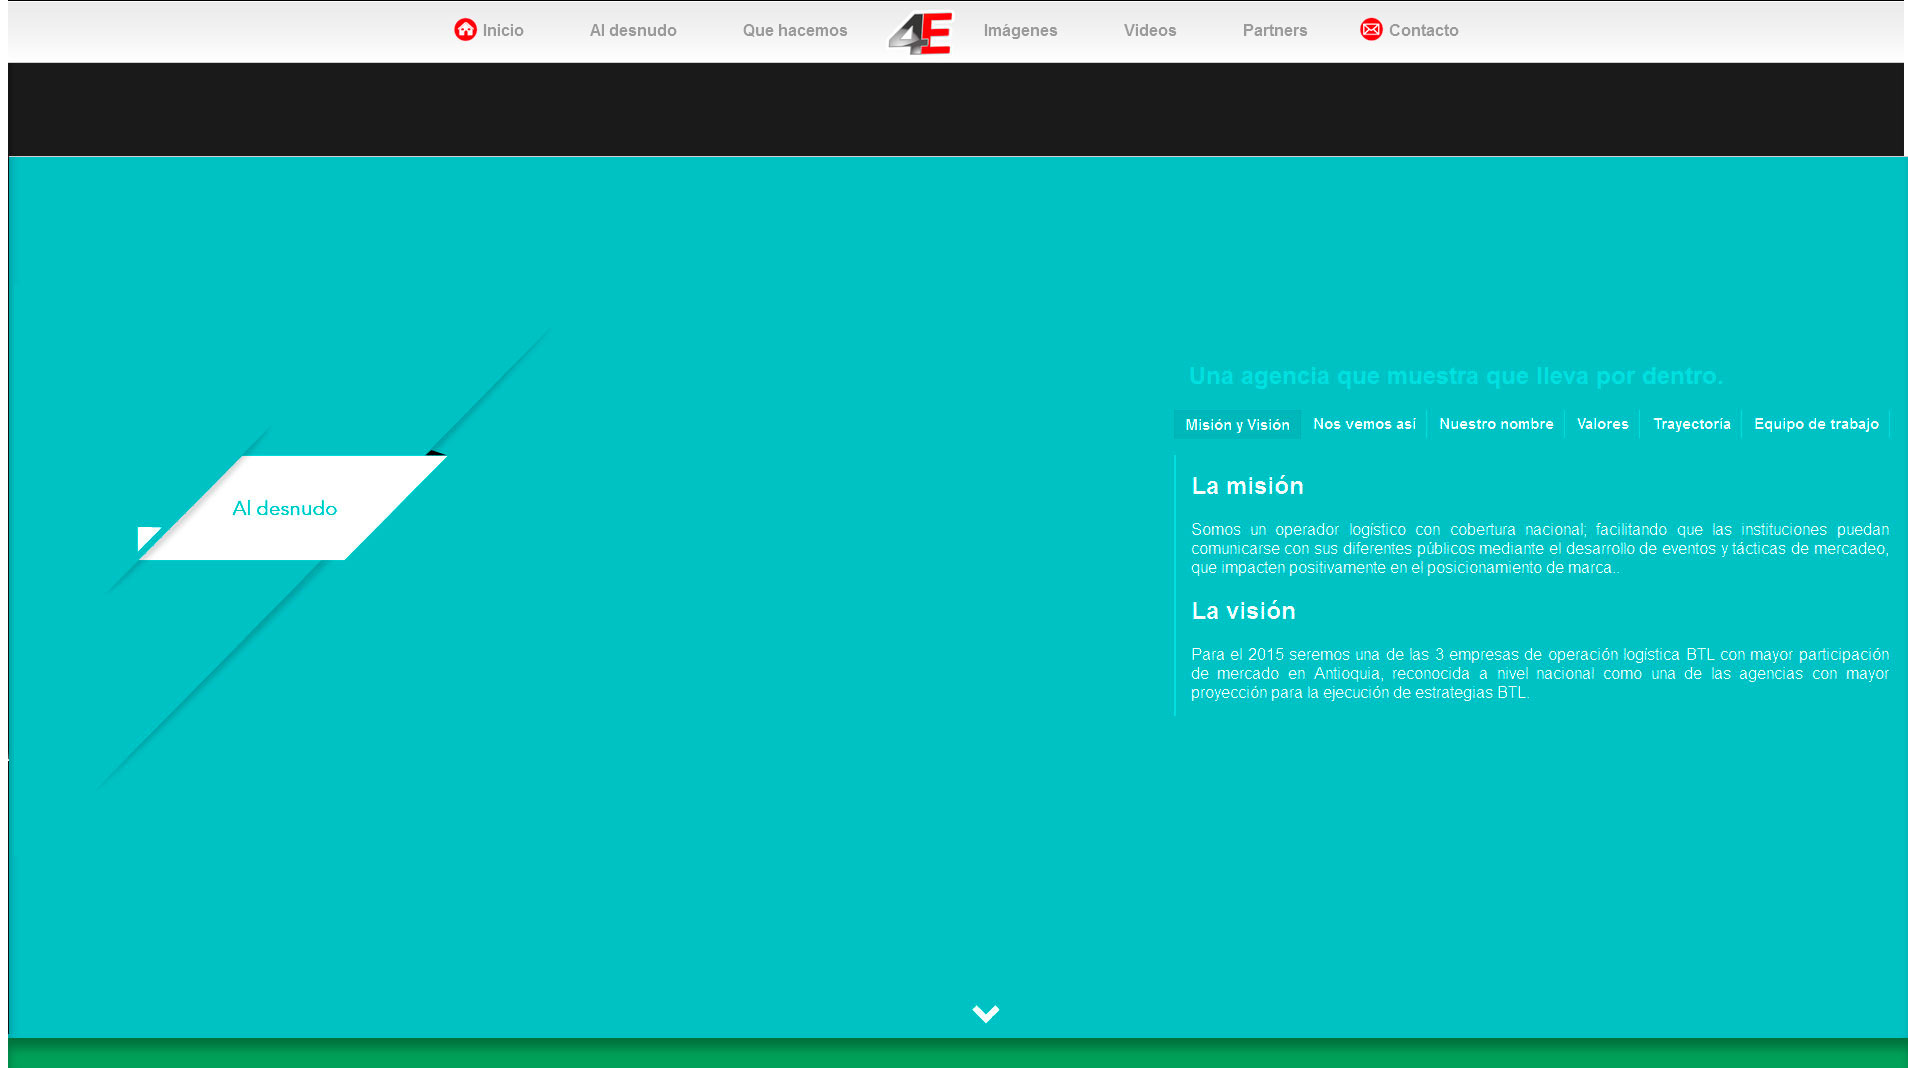 Inicio Al desnudo Que hacemos 4E Imágenes Videos Partners Contacto
Una agencia que muestra que lleva por dentro.
Misión y Visión Nos vemos así Nuestro nombre Valores Trayectoría Equipo de trabajo
Al desnudo
La misión
Somos un operador logístico con cobertura nacional; facilitando que las instituciones puedan
comunicarse con sus diferentes públicos mediante el desarrollo de eventos y tácticas de mercadeo,
que impacten positivamente en el posicionamiento de marca..
La visión
Para el 2015 seremos una de las 3 empresas de operación logística BTL con mayor participación
de mercado en Antioquia, reconocida a nivel nacional como una de las agencias con mayor
proyección para la ejecución de estrategias BTL.